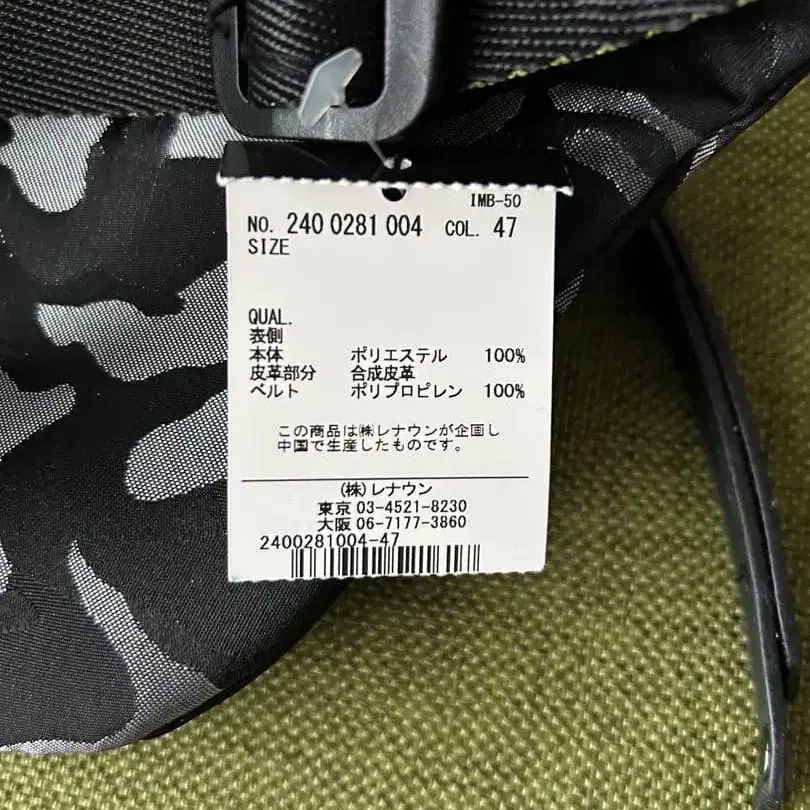 IMB-50
NO. 240 0281 004 COL. 47
SIZE
QUAL.
表側
本体 ポリエステル 100%
皮革部分 合成皮革
ベルト ポリプロピレン 100%
この商品は㈱レナウンが企画し
中国で生産したものです。
(株)レナウン
東京 03-4521-8230
大阪 06-7177-3860
2400281004-47